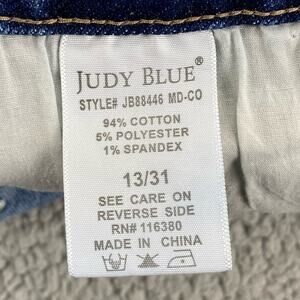 JUDY BLUE®
STYLE# JB88446 MD-CO
94% COTTON
5% POLYESTER
1% SPANDEX
13/31
SEE CARE ON
REVERSE SIDE
RN# 116380
MADE IN CHINA